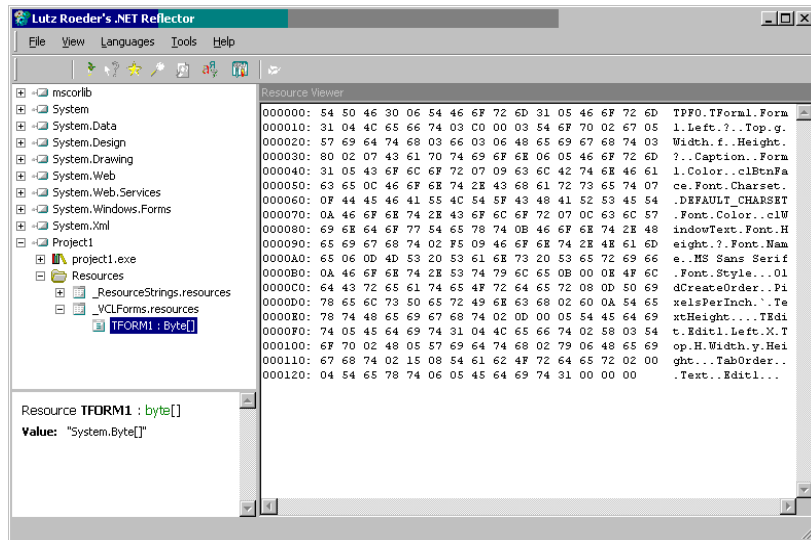 Lutz Roeder's .NET Reflector
File View Languages Tools Help
mscorlib
System
System.Data
System.Design
System.Drawing
System.Web
System.Web.Services
System.Windows.Forms
System.Xml
Project1
project1.exe
Resources
_ResourceStrings.resources
_VCLForms.resources
TFORM1 : Byte[]
Resource TFORM1 : byte[]
Value: "System.Byte[]"
Resource Viewer
000000: 54 50 46 30 06 54 46 6F 72 6D 31 05 46 6F 72 6D TPF0.TForm1.Form
000010: 31 04 4C 65 66 74 03 C0 00 03 54 6F 70 02 67 05 1.Left.?..Top.g.
000020: 57 69 64 74 68 03 66 03 06 48 65 69 67 68 74 03 Width.f..Height.
000030: 80 02 07 43 61 70 74 69 6F 6E 06 05 46 6F 72 6D ?..Caption..Form
000040: 31 05 43 6F 6C 6F 72 07 09 63 6C 42 74 6E 46 61 1.Color..clBtnFa
000050: 63 65 0C 46 6F 6E 74 2E 43 68 61 72 73 65 74 07 ce.Font.Charset.
000060: 0F 44 45 46 41 55 4C 54 5F 43 48 41 52 53 45 54 .DEFAULT_CHARSET
000070: 0A 46 6F 6E 74 2E 43 6F 6C 6F 72 07 0C 63 6C 57 .Font.Color..clW
000080: 69 6E 64 6F 77 54 65 78 74 0B 46 6F 6E 74 2E 48 indowText.Font.H
000090: 65 69 67 68 74 02 F5 09 46 6F 6E 74 2E 4E 61 6D eight.?.Font.Nam
0000A0: 65 06 0D 4D 53 20 53 61 6E 73 20 53 65 72 69 66 e..MS Sans Serif
0000B0: 0A 46 6F 6E 74 2E 53 74 79 6C 65 0B 00 0E 4F 6C .Font.Style...Ol
0000C0: 64 43 72 65 61 74 65 4F 72 64 65 72 08 0D 50 69 dCreateOrder..Pi
0000D0: 78 65 6C 73 50 65 72 49 6E 63 68 02 60 0A 54 65 xelsPerInch.`.Te
0000E0: 78 74 48 65 69 67 68 74 02 0D 00 05 54 45 64 69 xtHeight....TEdi
0000F0: 74 05 45 64 69 74 31 04 4C 65 66 74 02 58 03 54 t.Edit1.Left.X.T
000100: 6F 70 02 48 05 57 69 64 74 68 02 79 06 48 65 69 op.H.Width.y.Hei
000110: 67 68 74 02 15 08 54 61 62 4F 72 64 65 72 02 00 ght...TabOrder..
000120: 04 54 65 78 74 06 05 45 64 69 74 31 00 00 00 .Text..Edit1...